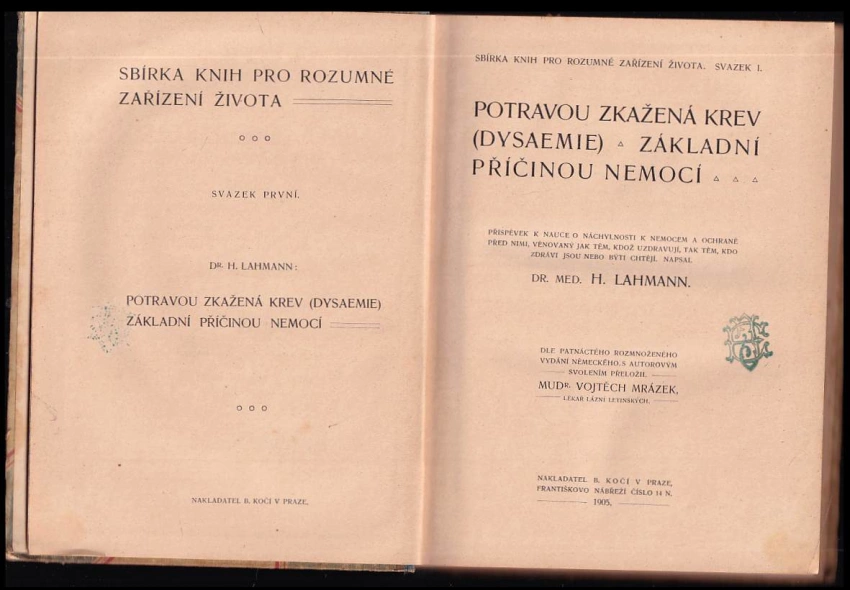 SBÍRKA KNIH PRO ROZUMNÉ
ZAŘÍZENÍ ŽIVOTA
SVAZEK PRVNÍ.
DR. H. LAHMANN:
POTRAVOU ZKAŽENÁ KREV (DYSAEMIE)
ZÁKLADNÍ PŘÍČINOU NEMOCÍ
NAKLADATEL B. KOČÍ V PRAZE.
SBÍRKA KNIH PRO ROZUMNÉ ZAŘÍZENÍ ŽIVOTA. SVAZEK I.
POTRAVOU ZKAŽENÁ KREV
(DYSAEMIE) ZÁKLADNÍ
PŘÍČINOU NEMOCÍ
PŘÍSPĚVEK K NAUCE O NÁCHYLNOSTI K NEMOCEM A OCHRANĚ
PŘED NIMI, VĚNOVANÝ JAK TĚM, KDOŽ UZDRAVUJÍ, TAK TĚM, KDO
ZDRÁVI JSOU NEBO BÝTI CHTĚJÍ. NAPSAL
DR. MED. H. LAHMANN.
DLE PATNÁCTÉHO ROZMNOŽENÉHO
VYDÁNÍ NĚMECKÉHO, S AUTOROVÝM
SVOLENÍM PŘELOŽIL
MUDR. VOJTĚCH MRÁZEK,
LÉKAŘ LÁZNÍ LETINSKÝCH.
NAKLADATEL B. KOČÍ V PRAZE,
FRANTIŠKOVO NÁBŘEŽÍ ČÍSLO 14 N.
1905.